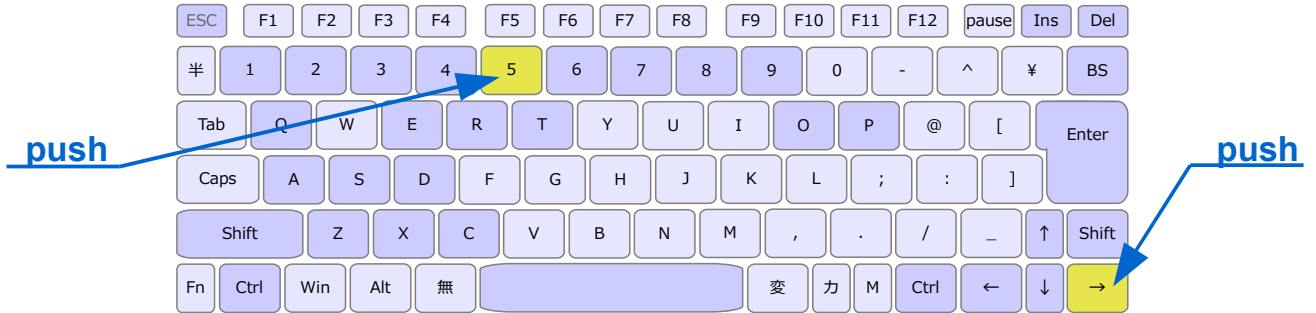 ESC F1 F2 F3 F4 F5 F6 F7 F8 F9 F10 F11 F12 pause Ins Del
半 1 2 3 4 5 6 7 8 9 0 - ^ ¥ BS
Tab Q W E R T Y U I O P @ [ Enter
push
push
Caps A S D F G H J K L ; : ]
Shift Z X C V B N M , . / _ ↑ Shift
Fn Ctrl Win Alt 無 変 カ M Ctrl ← ↓ →